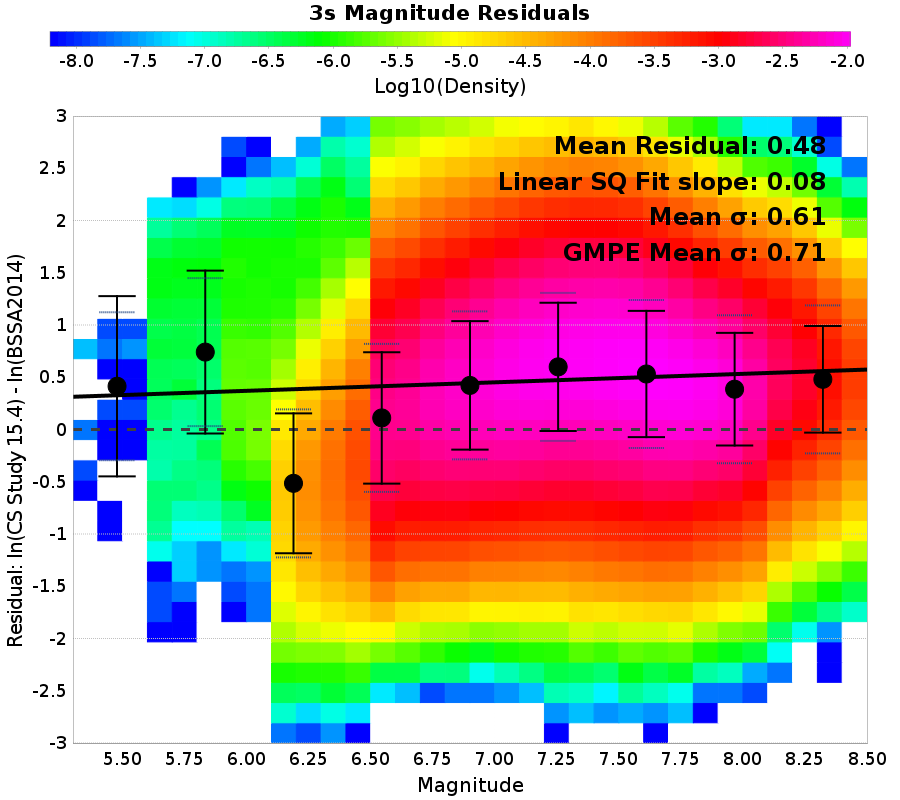 3s Magnitude Residuals
-8.0 -7.5 -7.0 -6.5 -6.0 -5.5 -5.0 -4.5 -4.0 -3.5 -3.0 -2.5 -2.0
Log10(Density)
Mean Residual: 0.48
Linear SQ Fit slope: 0.08
Mean σ: 0.61
GMPE Mean σ: 0.71
Residual: ln(CS Study 15.4) - ln(BSSA2014)
3
2.5
2
1.5
1
0.5
0
-0.5
-1
-1.5
-2
-2.5
-3
5.50 5.75 6.00 6.25 6.50 6.75 7.00 7.25 7.50 7.75 8.00 8.25 8.50
Magnitude